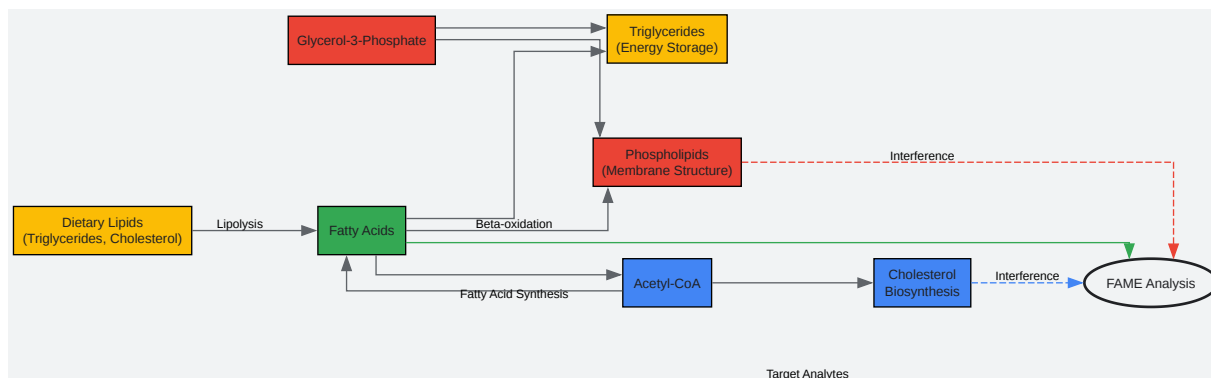 Glycerol-3-Phosphate
Triglycerides
(Energy Storage)
Phospholipids
(Membrane Structure)
Interference
Dietary Lipids
(Triglycerides, Cholesterol)
Lipolysis
Fatty Acids
Beta-oxidation
Fatty Acid Synthesis
Acetyl-CoA
Cholesterol
Biosynthesis
Interference
FAME Analysis
Target Analytes